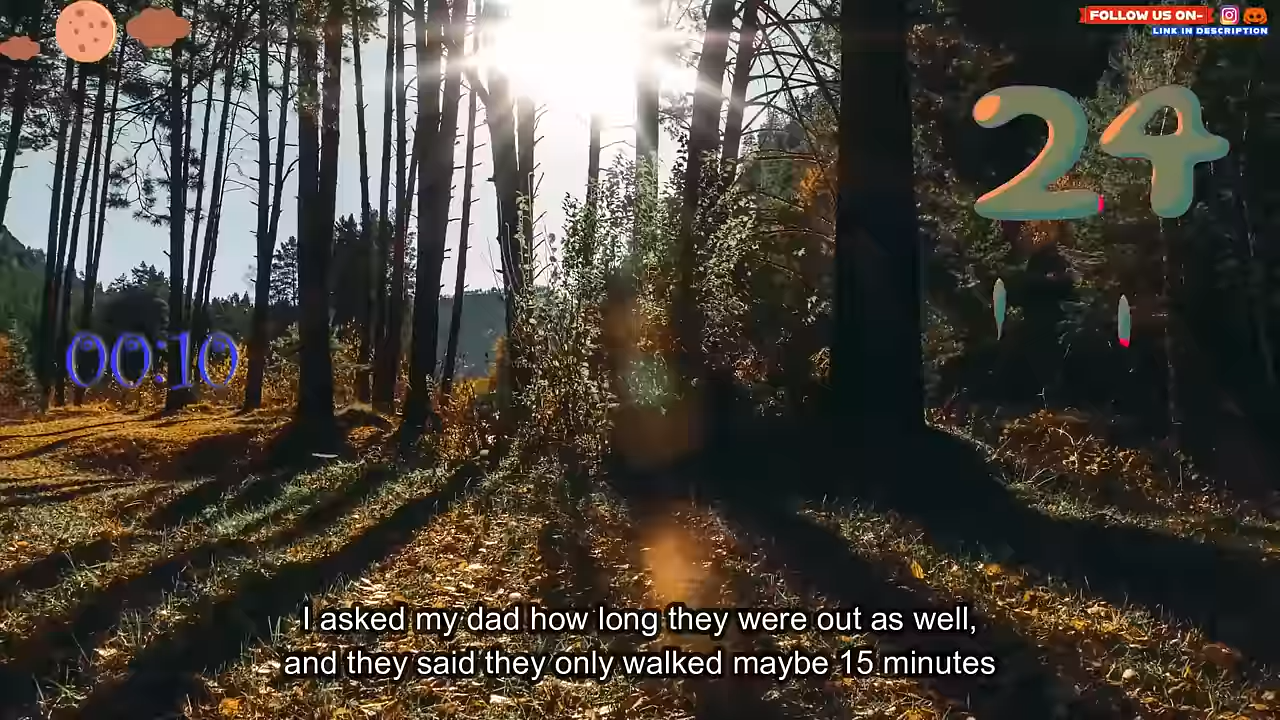 FOLLOW US ON-
LINK IN DESCRIPTION
24
00:10
I asked my dad how long they were out as well,
and they said they only walked maybe 15 minutes